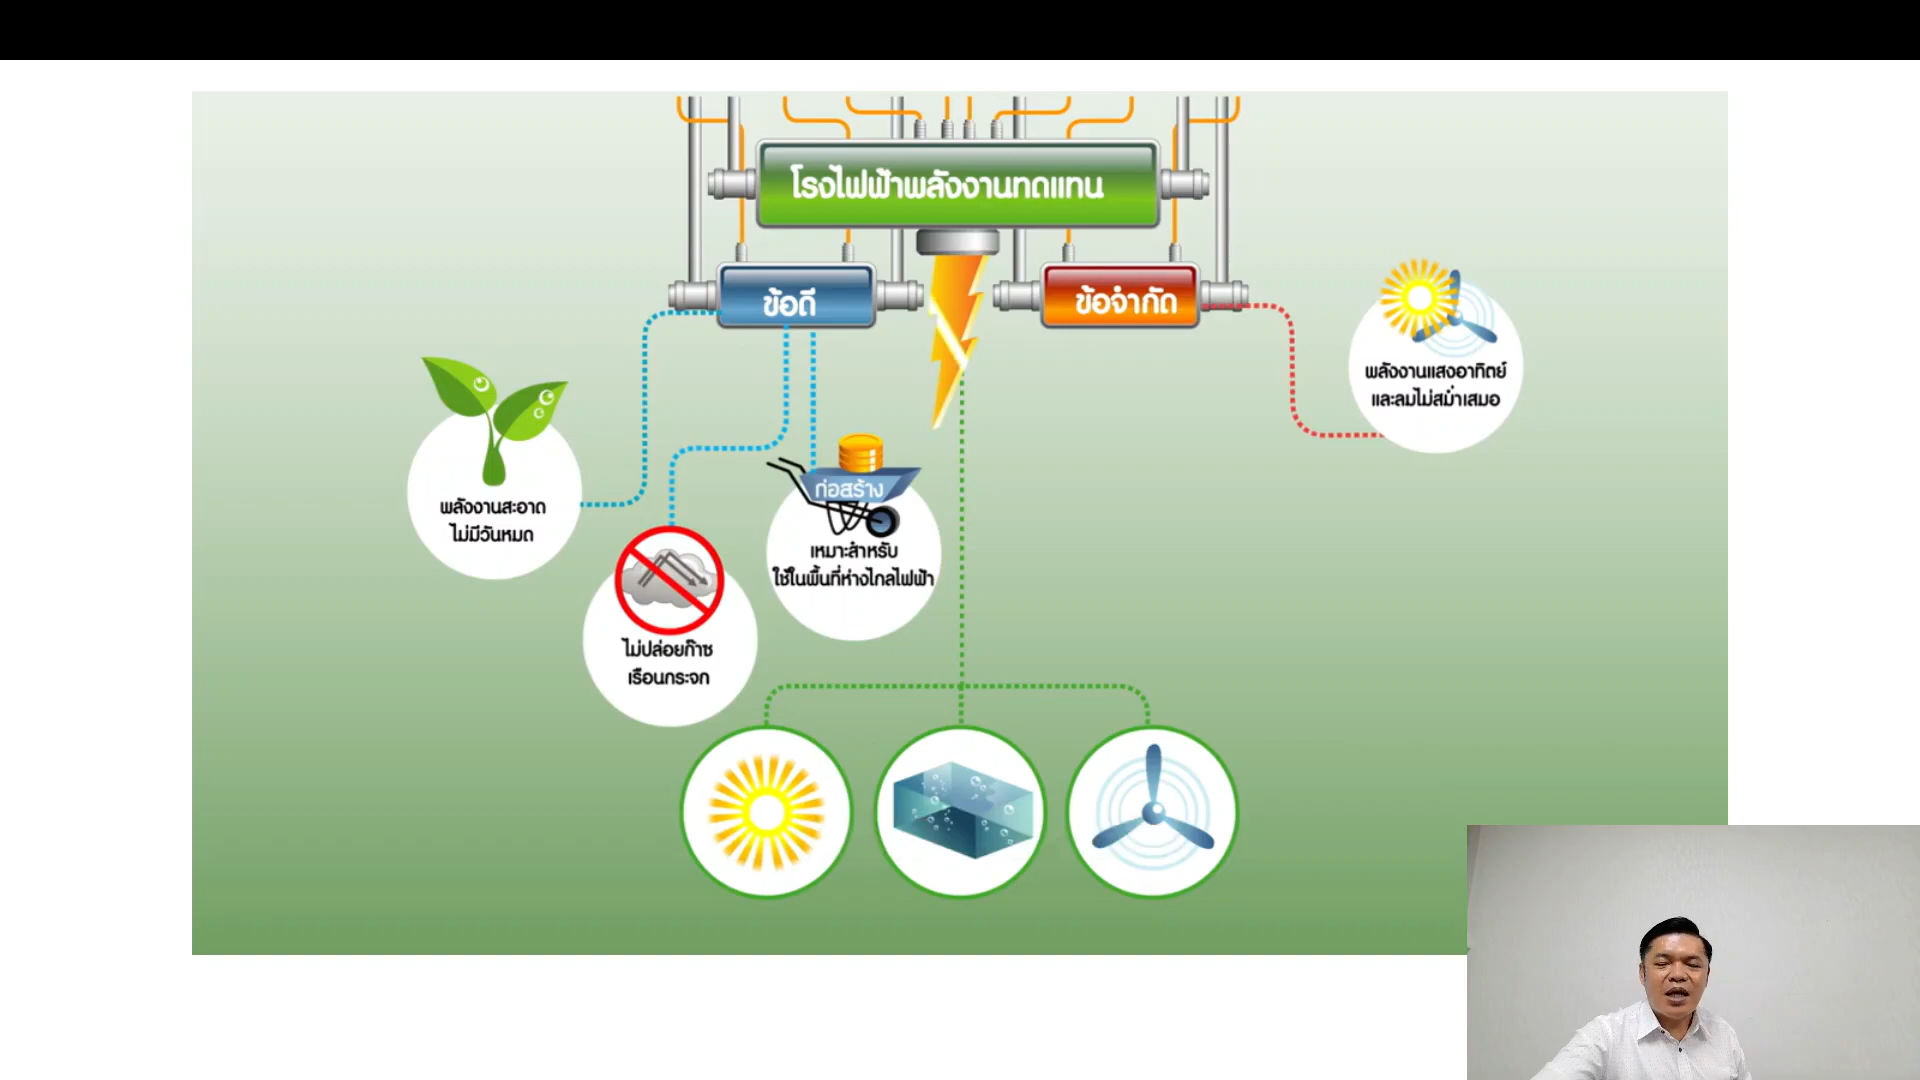 โรงไฟฟ้าพลังงานทดแทน
ข้อดี
ข้อจำกัด
พลังงานแสงอาทิตย์
และลมไม่สม่ำเสมอ
พลังงานสะอาด
ไม่มีวันหมด
ก่อสร้าง
เหมาะสำหรับ
ใช้ในพื้นที่ห่างไกลไฟฟ้า
ไม่ปล่อยก๊าซ
เรือนกระจก